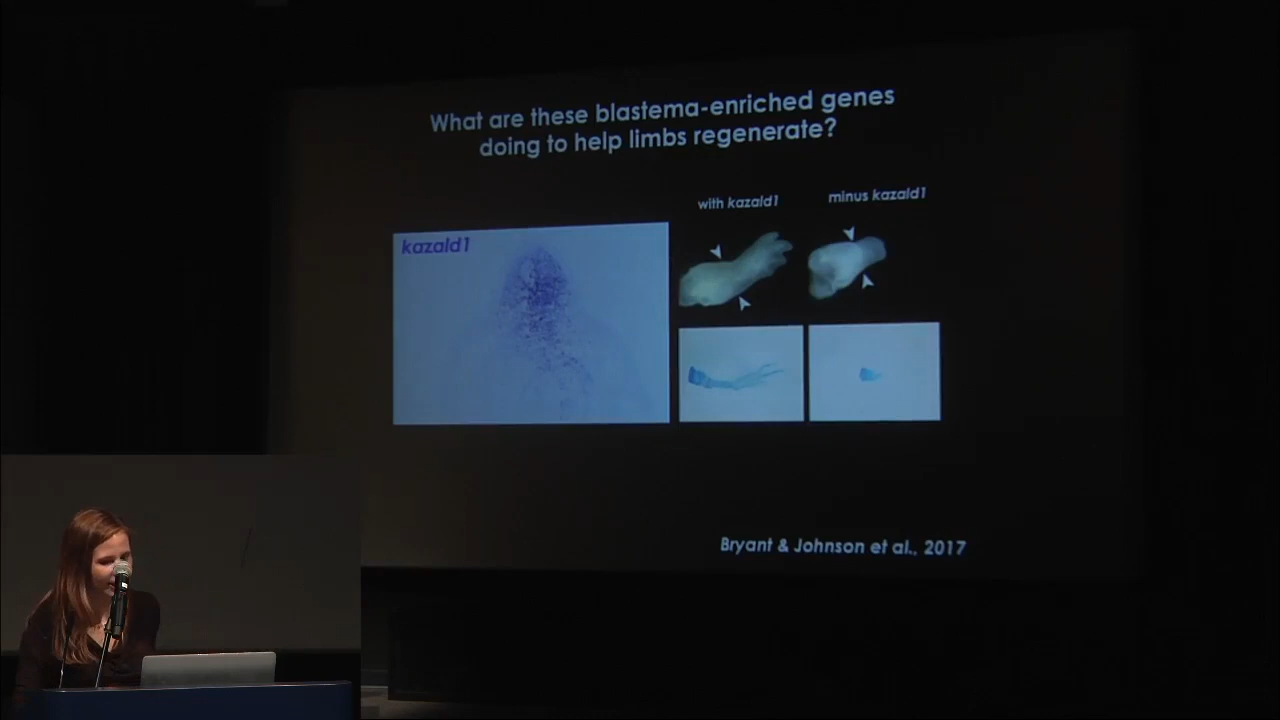 What are these blastema-enriched genes
doing to help limbs regenerate?
with kazald1
minus kazald1
kazald1
Bryant & Johnson et al., 2017